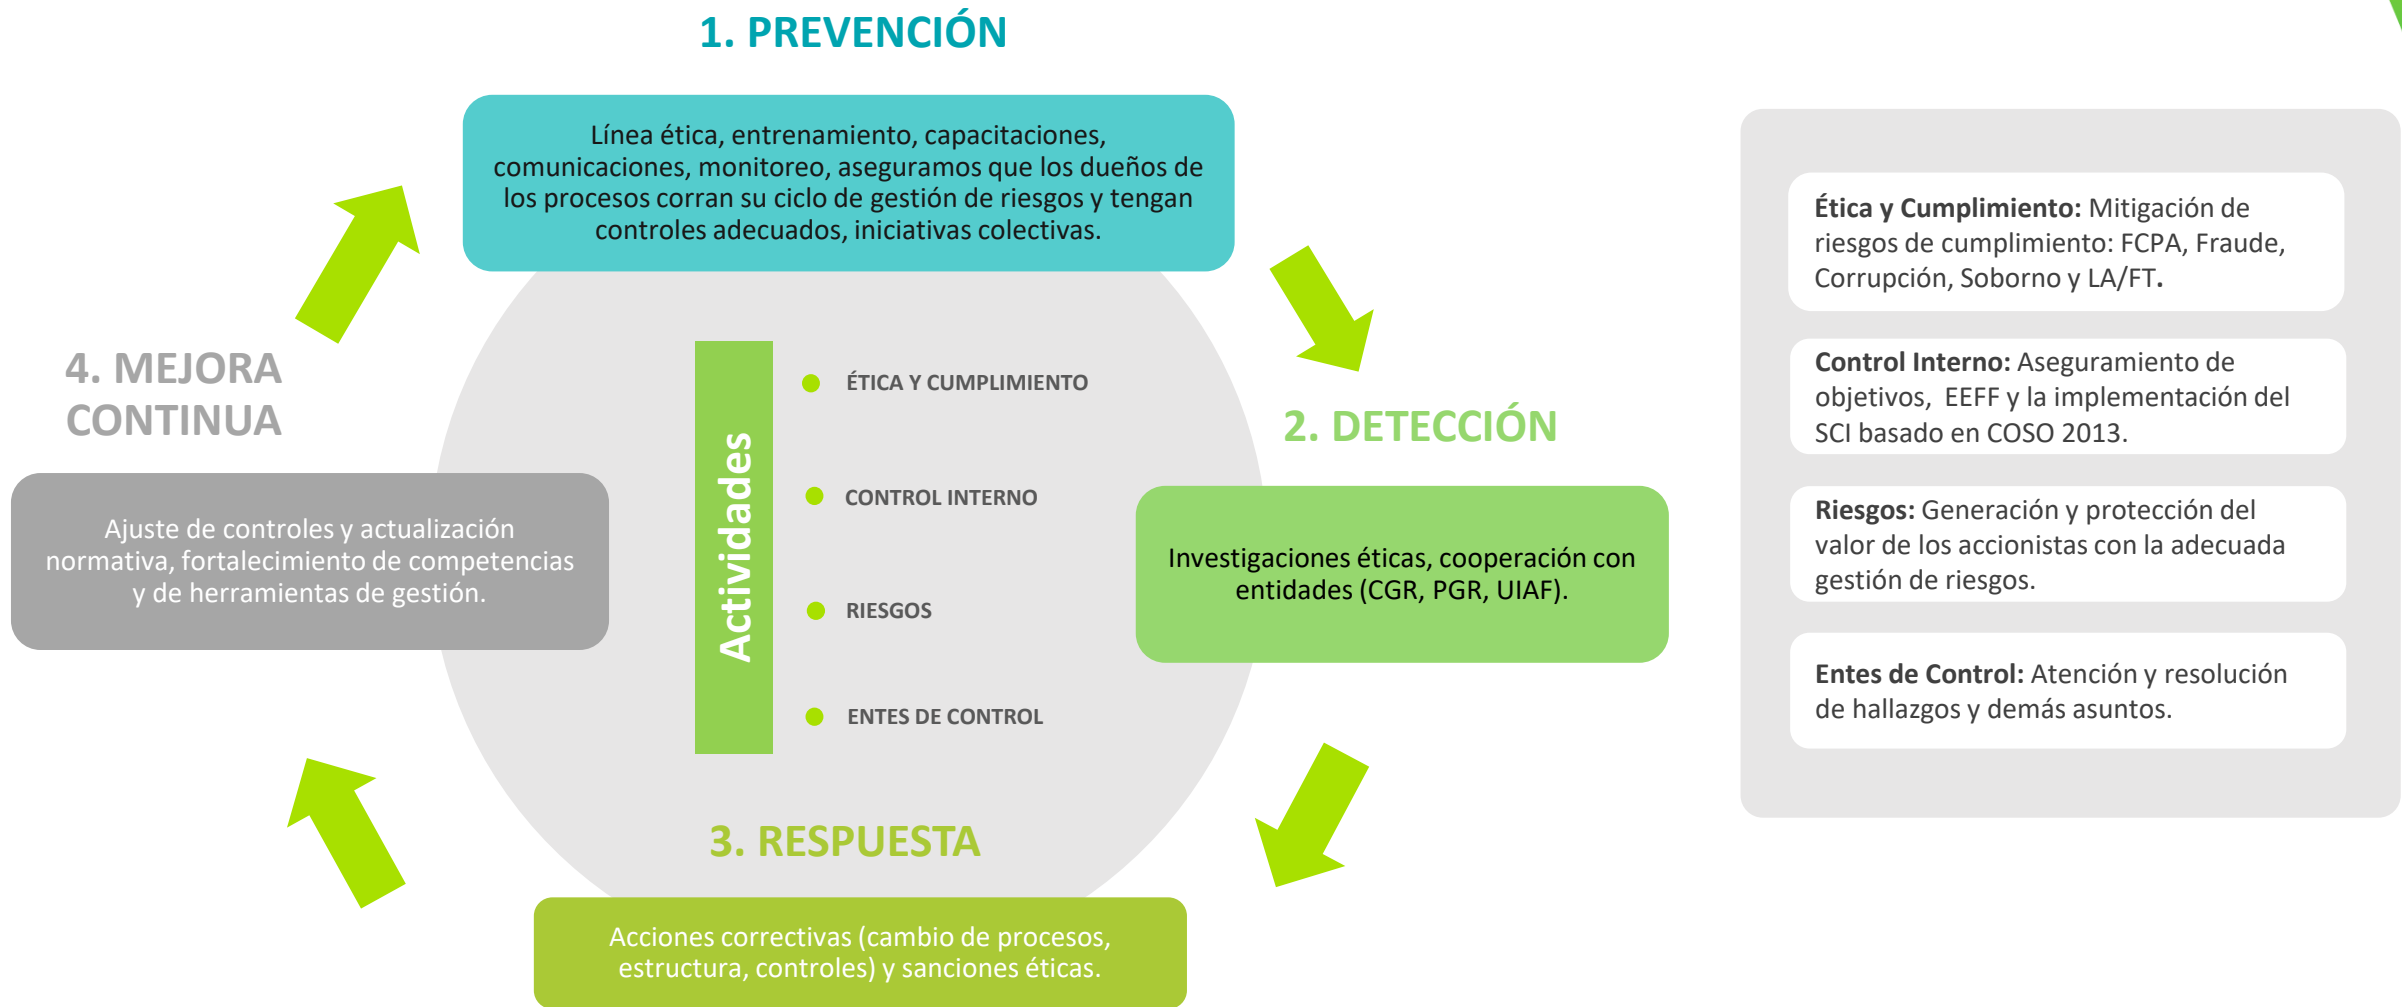 1. PREVENCIÓN
Línea ética, entrenamiento, capacitaciones,
comunicaciones, monitoreo, aseguramos que los dueños de
los procesos corran su ciclo de gestión de riesgos y tengan
controles adecuados, iniciativas colectivas.
2. DETECCIÓN
Investigaciones éticas, cooperación con
entidades (CGR, PGR, UIAF).
3. RESPUESTA
Acciones correctivas (cambio de procesos,
estructura, controles) y sanciones éticas.
4. MEJORA
CONTINUA
Ajuste de controles y actualización
normativa, fortalecimiento de competencias
y de herramientas de gestión.
Actividades
ÉTICA Y CUMPLIMIENTO
CONTROL INTERNO
RIESGOS
ENTES DE CONTROL
Ética y Cumplimiento: Mitigación de
riesgos de cumplimiento: FCPA, Fraude,
Corrupción, Soborno y LA/FT.
Control Interno: Aseguramiento de
objetivos, EEFF y la implementación del
SCI basado en COSO 2013.
Riesgos: Generación y protección del
valor de los accionistas con la adecuada
gestión de riesgos.
Entes de Control: Atención y resolución
de hallazgos y demás asuntos.